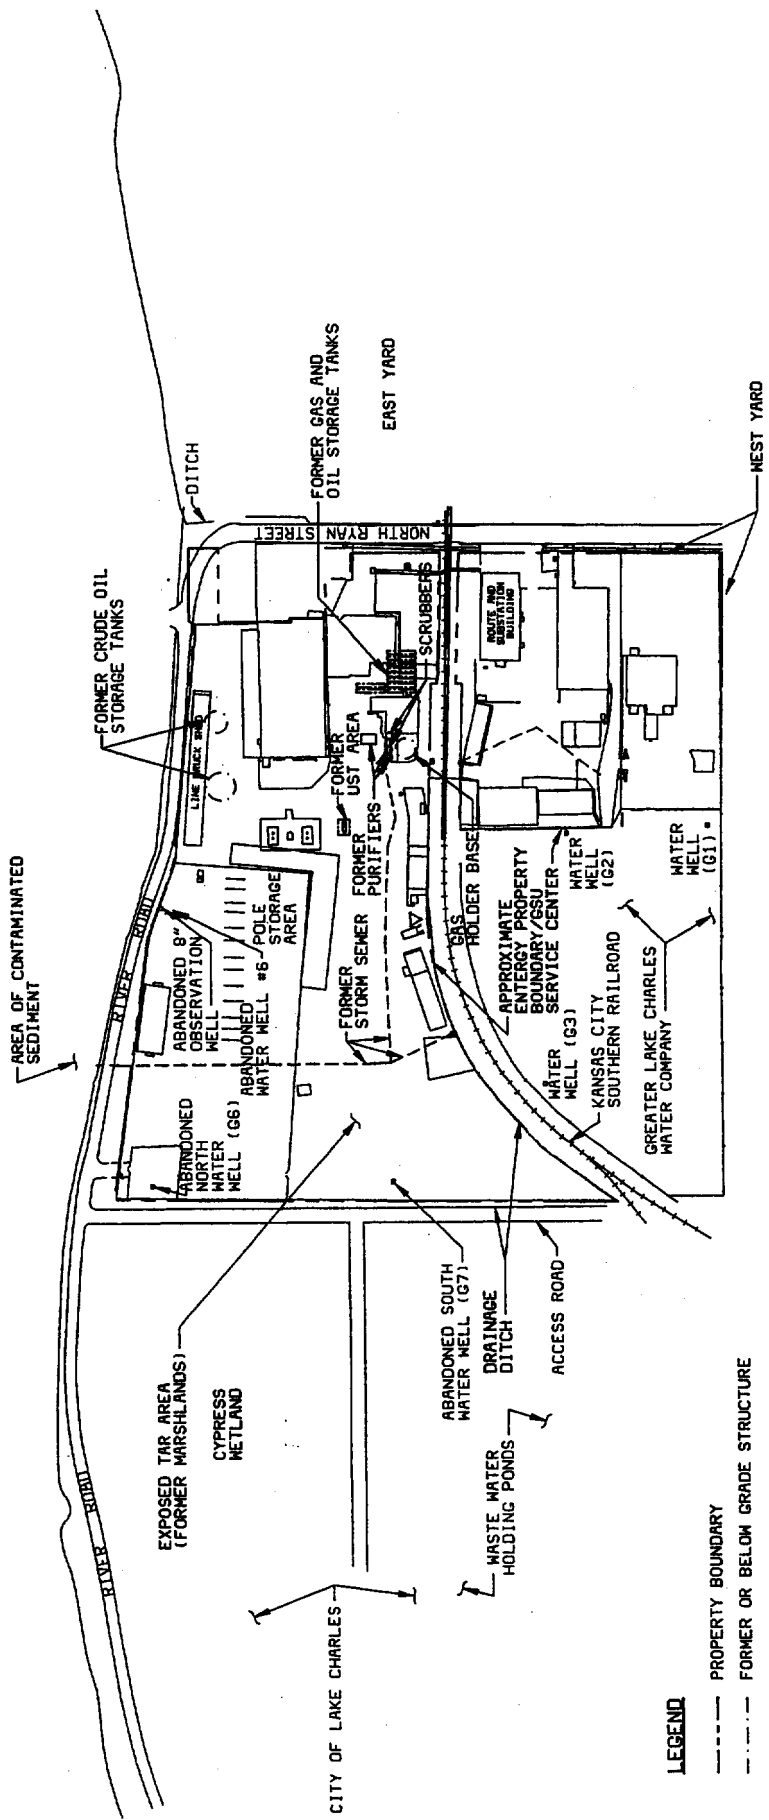 AREA OF CONTAMINATED
SEDIMENT
FORMER CRUDE OIL
STORAGE TANKS
DITCH
RIVER ROAD
RIVER ROAD
LINE TRUCK SHED
NORTH RYAN STREET
FORMER GAS AND
OIL STORAGE TANKS
EAST YARD
ABANDONED 8"
OBSERVATION
WELL
ABANDONED
WATER WELL #6
POLE
STORAGE
AREA
ABANDONED
NORTH
WATER
WELL (G6)
FORMER
UST AREA
FORMER
PURIFIERS
SCRUBBERS
FORMER
STORM SEWER
GAS
HOLDER BASE
ROUTE AND
SUBSTATION
BUILDING
APPROXIMATE
ENTERGY PROPERTY
BOUNDARY/GSU
SERVICE CENTER
WATER
WELL (G2)
WATER
WELL (G3)
WATER
WELL (G1)
KANSAS CITY
SOUTHERN RAILROAD
GREATER LAKE CHARLES
WATER COMPANY
WEST YARD
EXPOSED TAR AREA
(FORMER MARSHLANDS)
CYPRESS
WETLAND
ABANDONED SOUTH
WATER WELL (G7)
DRAINAGE
DITCH
ACCESS ROAD
CITY OF LAKE CHARLES
WASTE WATER
HOLDING PONDS
LEGEND
PROPERTY BOUNDARY
FORMER OR BELOW GRADE STRUCTURE